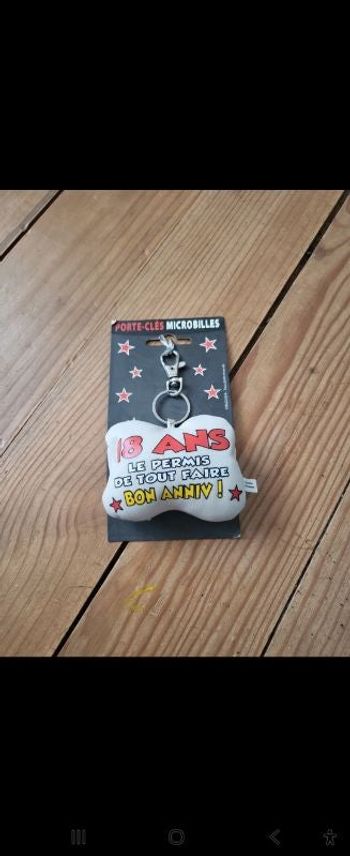 PORTE-CLÉS MICROBILLES
18 ANS
LE PERMIS
DE TOUT FAIRE
BON ANNIV !